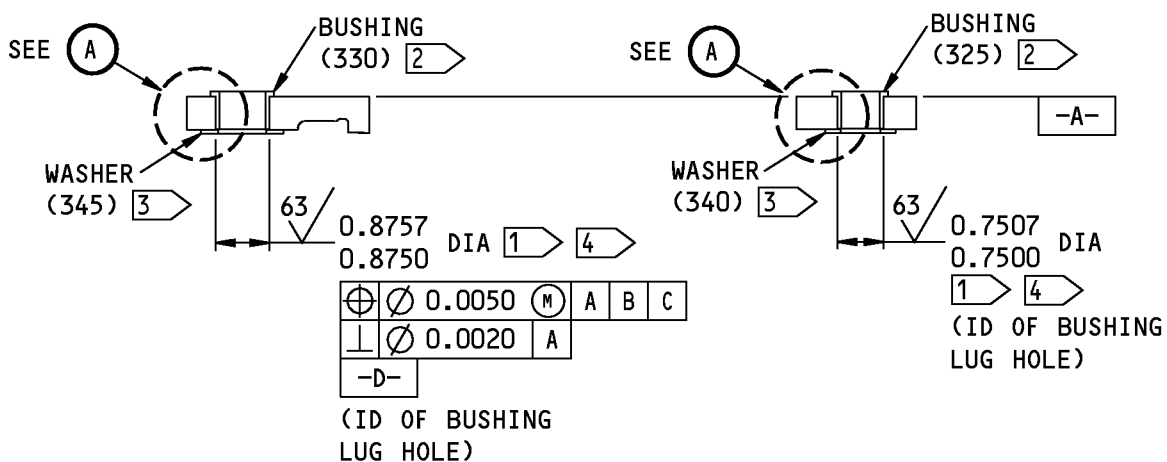 SEE A
BUSHING
(330) 2
WASHER
(345) 3
63
0.8757
0.8750
DIA 1 4
⌖ ⌀ 0.0050 Ⓜ A B C
⊥ ⌀ 0.0020 A
-D-
(ID OF BUSHING
LUG HOLE)
SEE A
BUSHING
(325) 2
-A-
WASHER
(340) 3
63
0.7507
0.7500
DIA
1 4
(ID OF BUSHING
LUG HOLE)